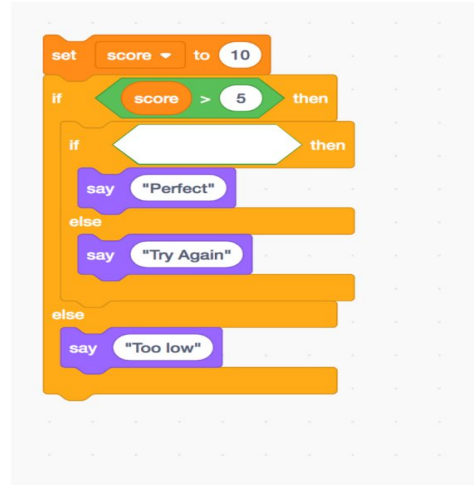 set score to 10
if score > 5 then
if then
say "Perfect"
else
say "Try Again"
else
say "Too low"